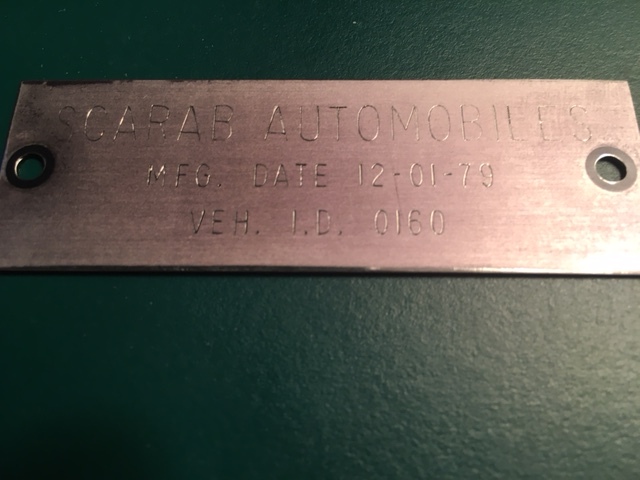 SCARAB AUTOMOBILES
MFG. DATE 12-01-79
VEH. I.D. 0160